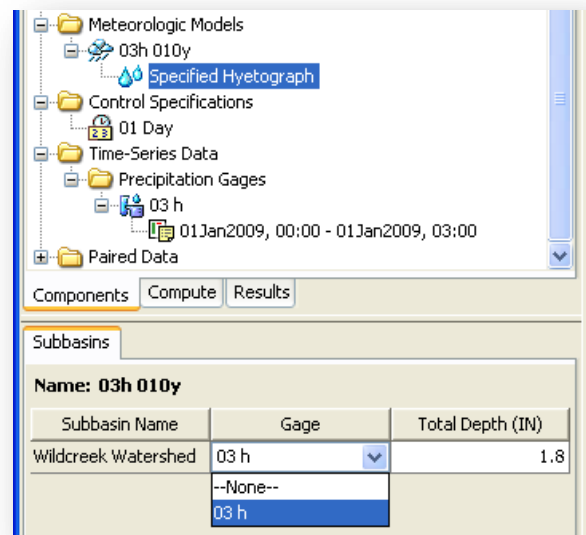 Meteorologic Models
03h 010y
Specified Hyetograph
Control Specifications
01 Day
Time-Series Data
Precipitation Gages
03 h
01Jan2009, 00:00 - 01Jan2009, 03:00
Paired Data
Components Compute Results
Subbasins
Name: 03h 010y
Subbasin Name Gage Total Depth (IN)
Wildcreek Watershed 03 h 1.8
--None--
03 h